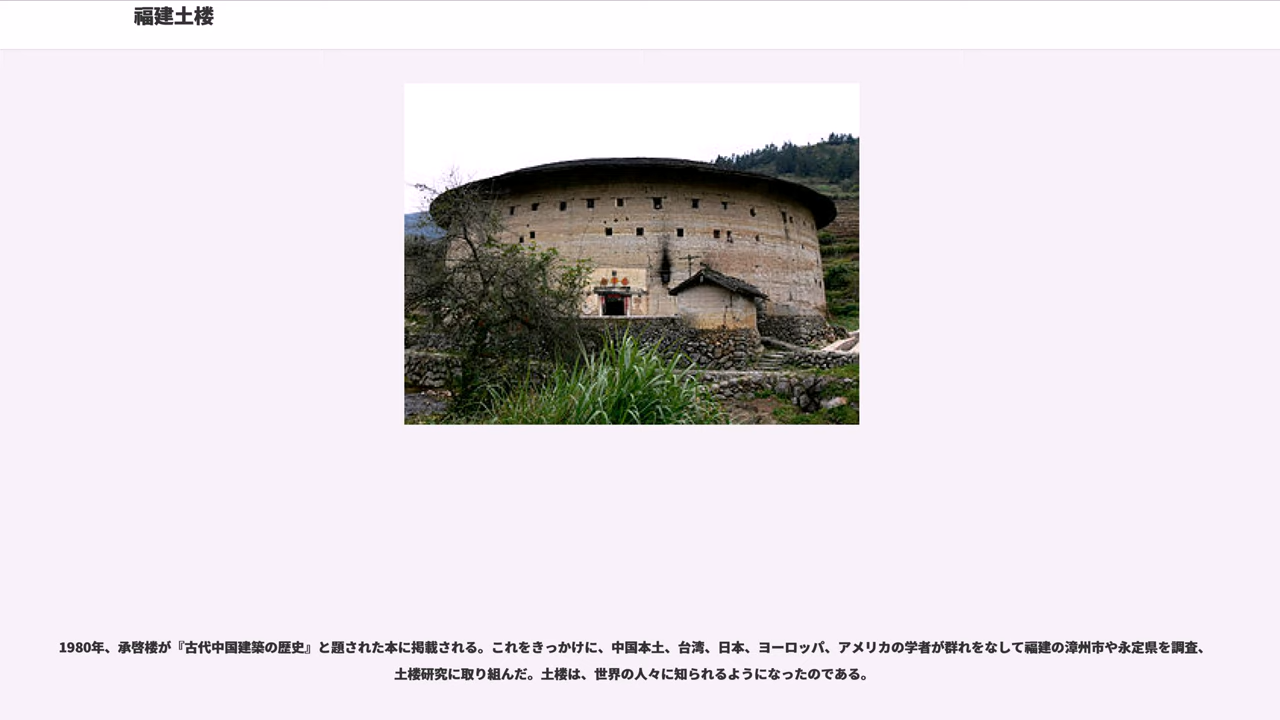 福建土楼
1980年、承啓楼が『古代中国建築の歴史』と題された本に掲載される。これをきっかけに、中国本土、台湾、日本、ヨーロッパ、アメリカの学者が群れをなして福建の漳州市や永定県を調査、
土楼研究に取り組んだ。土楼は、世界の人々に知られるようになったのである。